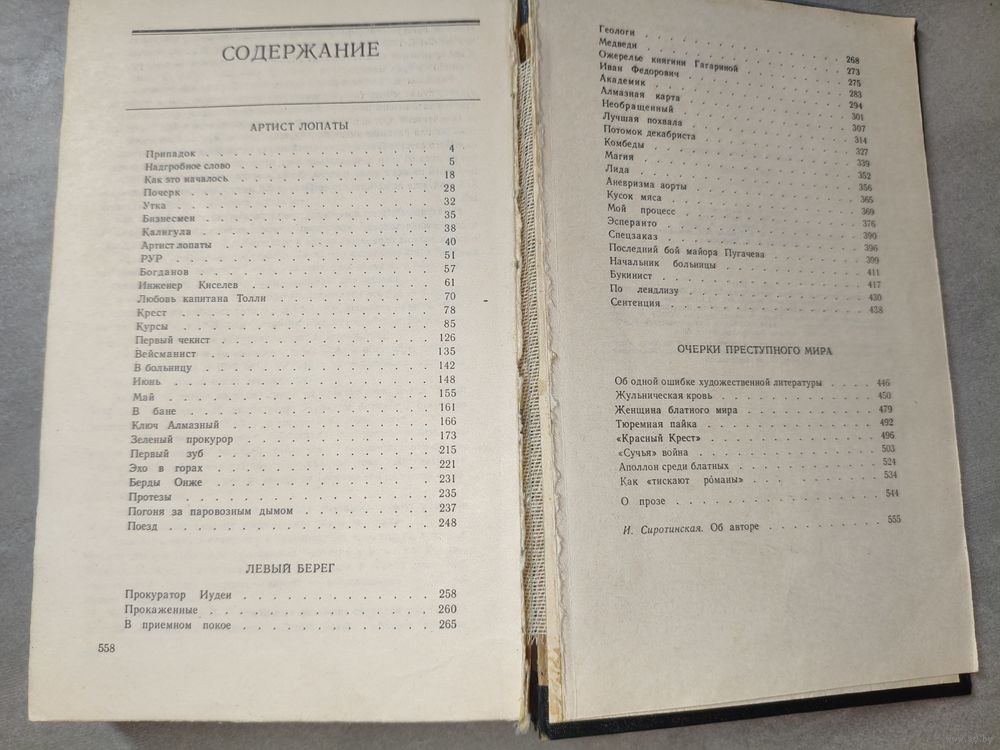 СОДЕРЖАНИЕ
АРТИСТ ЛОПАТЫ
Припадок . . . . . . . . . . 4
Надгробное слово . . . . . . . . . . 5
Как это началось . . . . . . . . . . 18
Почерк . . . . . . . . . . 28
Утка . . . . . . . . . . 32
Бизнесмен . . . . . . . . . . 35
Калигула . . . . . . . . . . 38
Артист лопаты . . . . . . . . . . 40
РУР . . . . . . . . . . 51
Богданов . . . . . . . . . . 57
Инженер Киселев . . . . . . . . . . 61
Любовь капитана Толли . . . . . . . . . . 70
Крест . . . . . . . . . . 78
Курсы . . . . . . . . . . 85
Первый чекист . . . . . . . . . . 126
Вейсманист . . . . . . . . . . 135
В больницу . . . . . . . . . . 142
Июнь . . . . . . . . . . 148
Май . . . . . . . . . . 155
В бане . . . . . . . . . . 161
Ключ Алмазный . . . . . . . . . . 166
Зеленый прокурор . . . . . . . . . . 173
Первый зуб . . . . . . . . . . 215
Эхо в горах . . . . . . . . . . 221
Берды Онже . . . . . . . . . . 231
Протезы . . . . . . . . . . 235
Погоня за паровозным дымом . . . . . . . . . . 237
Поезд . . . . . . . . . . 248
ЛЕВЫЙ БЕРЕГ
Прокуратор Иудеи . . . . . . . . . . 258
Прокаженные . . . . . . . . . . 260
В приемном покое . . . . . . . . . . 265
558
Геологи . . . . . . . . . . 268
Медведи . . . . . . . . . . 273
Ожерелье княгини Гагариной . . . . . . . . . . 275
Иван Федорович . . . . . . . . . . 283
Академик . . . . . . . . . . 294
Алмазная карта . . . . . . . . . . 301
Необращенный . . . . . . . . . . 307
Лучшая похвала . . . . . . . . . . 314
Потомок декабриста . . . . . . . . . . 327
Комбеды . . . . . . . . . . 339
Магия . . . . . . . . . . 352
Лида . . . . . . . . . . 356
Аневризма аорты . . . . . . . . . . 365
Кусок мяса . . . . . . . . . . 369
Мой процесс . . . . . . . . . . 376
Эсперанто . . . . . . . . . . 390
Спецзаказ . . . . . . . . . . 396
Последний бой майора Пугачева . . . . . . . . . . 399
Начальник больницы . . . . . . . . . . 411
Букинист . . . . . . . . . . 417
По лендлизу . . . . . . . . . . 430
Сентенция . . . . . . . . . . 438
ОЧЕРКИ ПРЕСТУПНОГО МИРА
Об одной ошибке художественной литературы . . . . 446
Жульническая кровь . . . . . . . . . . 450
Женщина блатного мира . . . . . . . . . . 479
Тюремная пайка . . . . . . . . . . 492
«Красный Крест» . . . . . . . . . . 496
«Сучья» война . . . . . . . . . . 503
Аполлон среди блатных . . . . . . . . . . 524
Как «тискают рóманы» . . . . . . . . . . 534
О прозе . . . . . . . . . . 544
И. Сиротинская. Об авторе . . . . . . . . . . 555